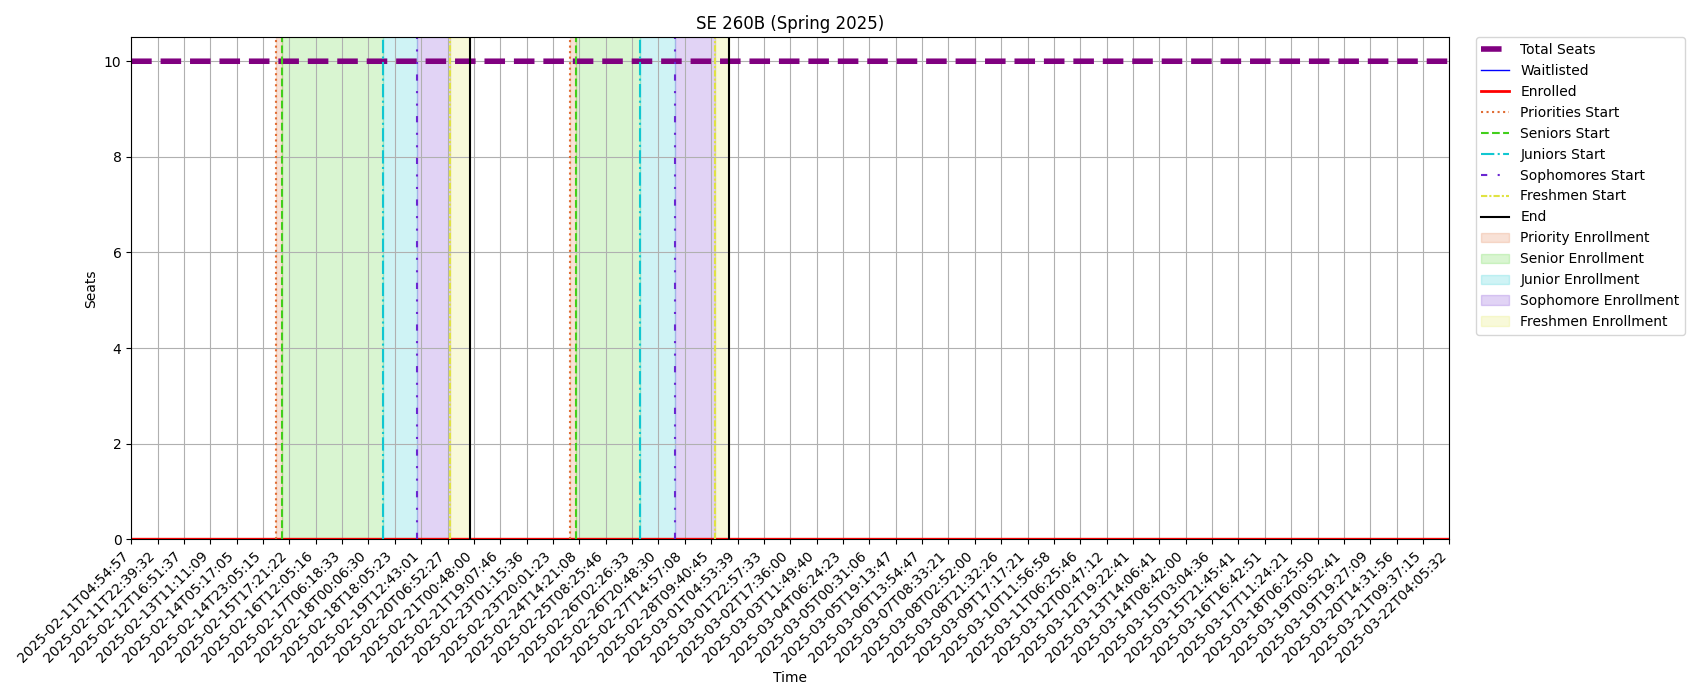 SE 260B (Spring 2025)
10
8
6
4
2
0
Seats
2025-02-11T04:54:57
2025-02-11T22:39:32
2025-02-12T16:51:37
2025-02-13T11:11:09
2025-02-14T05:17:05
2025-02-14T23:05:15
2025-02-15T17:21:22
2025-02-16T12:05:16
2025-02-17T06:18:33
2025-02-18T00:06:30
2025-02-18T18:05:23
2025-02-19T12:43:01
2025-02-20T06:52:27
2025-02-21T00:48:00
2025-02-21T19:07:46
2025-02-23T01:15:36
2025-02-23T20:01:23
2025-02-24T14:21:08
2025-02-25T08:25:46
2025-02-26T02:26:33
2025-02-26T20:48:30
2025-02-27T14:57:08
2025-02-28T09:40:45
2025-03-01T04:53:39
2025-03-01T22:57:33
2025-03-02T17:36:00
2025-03-03T11:49:40
2025-03-04T06:24:23
2025-03-05T00:31:06
2025-03-05T19:13:47
2025-03-06T13:54:47
2025-03-07T08:33:21
2025-03-08T02:52:00
2025-03-08T21:32:26
2025-03-09T17:17:21
2025-03-10T11:56:58
2025-03-11T06:25:46
2025-03-12T00:47:12
2025-03-12T19:22:41
2025-03-13T14:06:41
2025-03-14T08:42:00
2025-03-15T03:04:36
2025-03-15T21:45:41
2025-03-16T16:42:51
2025-03-17T11:24:21
2025-03-18T06:25:50
2025-03-19T00:52:41
2025-03-19T19:27:09
2025-03-20T14:31:56
2025-03-21T09:37:15
2025-03-22T04:05:32
Time
Total Seats
Waitlisted
Enrolled
Priorities Start
Seniors Start
Juniors Start
Sophomores Start
Freshmen Start
End
Priority Enrollment
Senior Enrollment
Junior Enrollment
Sophomore Enrollment
Freshmen Enrollment